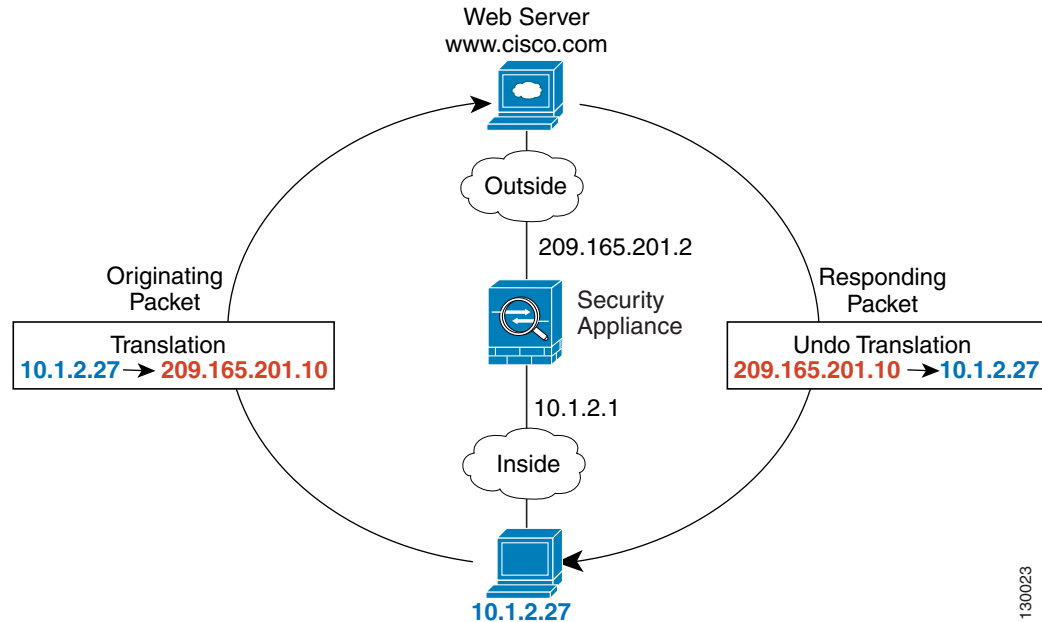 Web Server
www.cisco.com
Outside
209.165.201.2
Originating
Packet
Translation
10.1.2.27 → 209.165.201.10
Security
Appliance
Responding
Packet
Undo Translation
209.165.201.10 → 10.1.2.27
10.1.2.1
Inside
10.1.2.27
130023